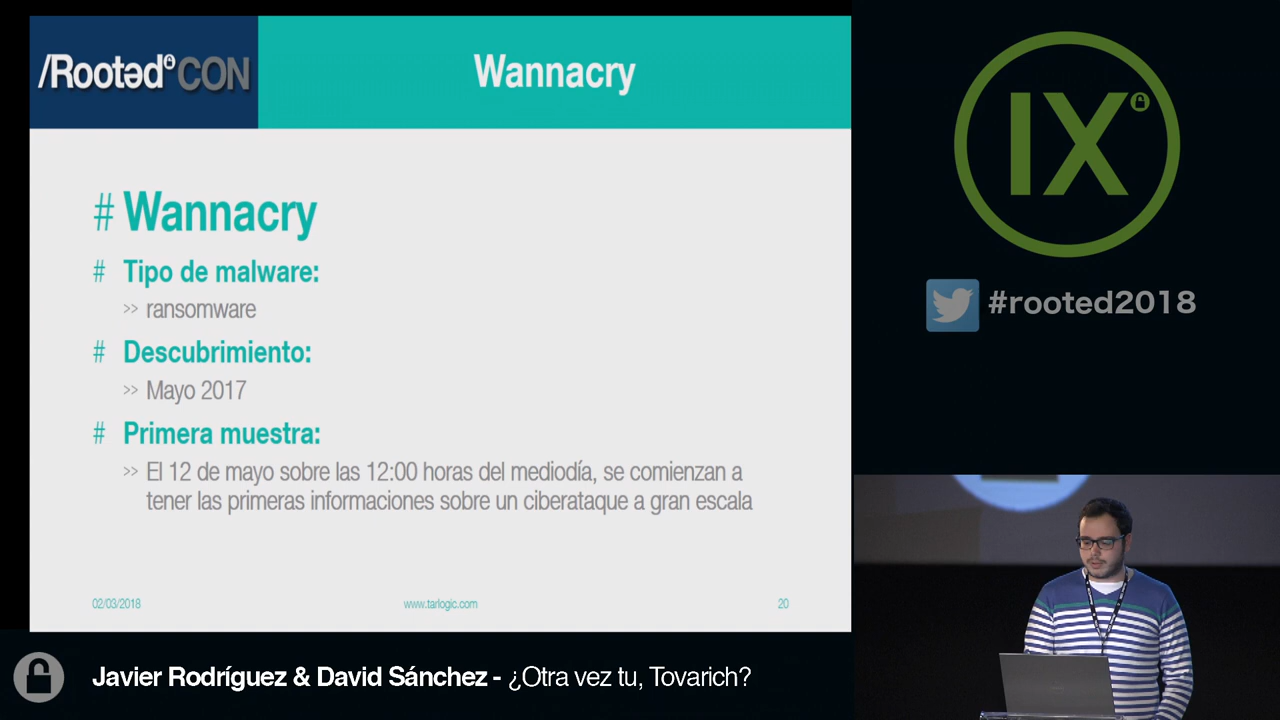 /Rootəd CON
Wannacry
IX
# Wannacry
# Tipo de malware:
>> ransomware
#rooted2018
# Descubrimiento:
>> Mayo 2017
# Primera muestra:
>> El 12 de mayo sobre las 12:00 horas del mediodía, se comienzan a
tener las primeras informaciones sobre un ciberataque a gran escala
02/03/2018
www.tarlogic.com
20
Javier Rodríguez & David Sánchez - ¿Otra vez tu, Tovarich?